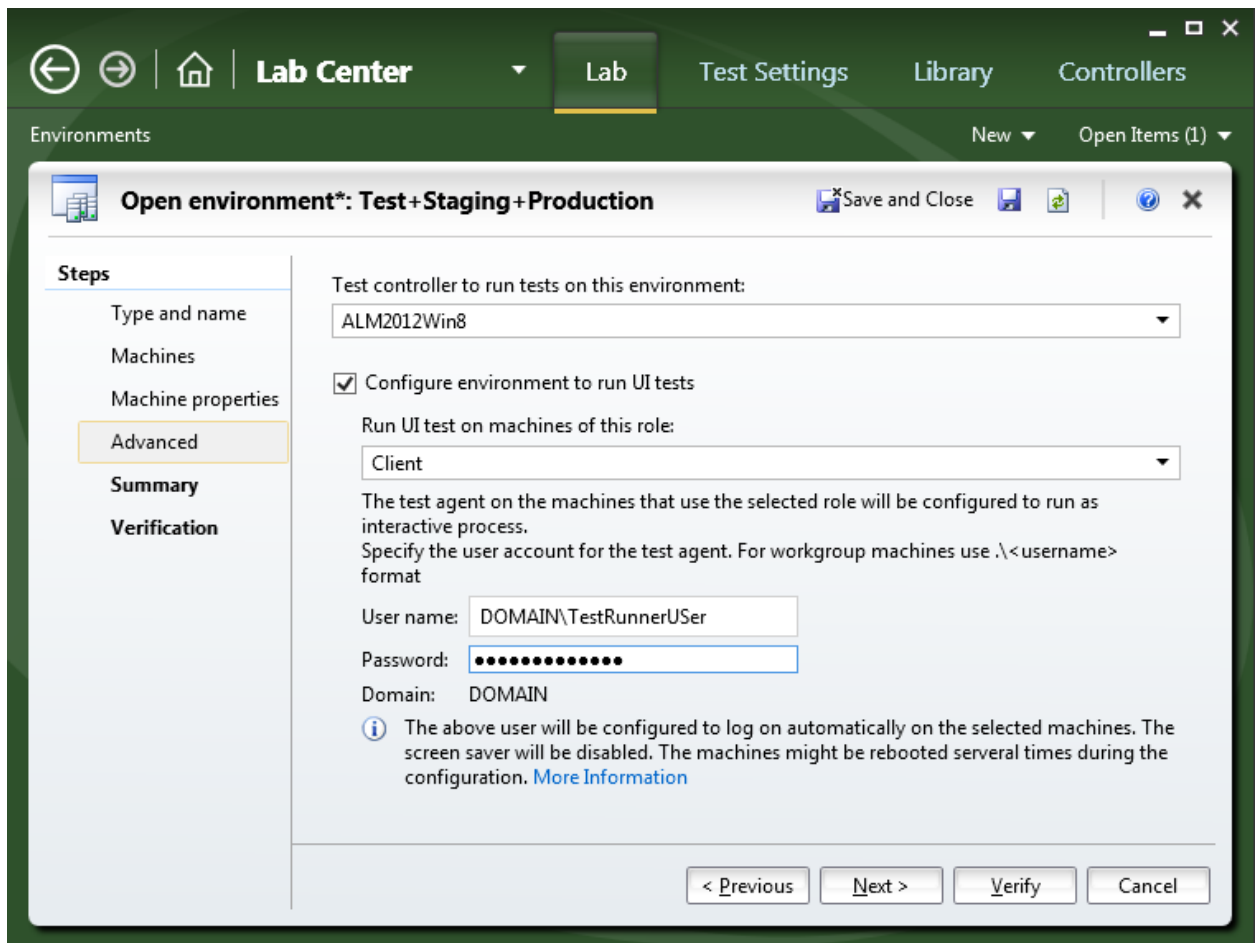 Lab Center
Lab
Test Settings
Library
Controllers
Environments
New
Open Items (1)
Open environment*: Test+Staging+Production
Save and Close
Steps
Type and name
Machines
Machine properties
Advanced
Summary
Verification
Test controller to run tests on this environment:
ALM2012Win8
Configure environment to run UI tests
Run UI test on machines of this role:
Client
The test agent on the machines that use the selected role will be configured to run as
interactive process.
Specify the user account for the test agent. For workgroup machines use .\<username>
format
User name: DOMAIN\TestRunnerUSer
Password: •••••••••••••
Domain: DOMAIN
The above user will be configured to log on automatically on the selected machines. The
screen saver will be disabled. The machines might be rebooted serveral times during the
configuration. More Information
< Previous
Next >
Verify
Cancel